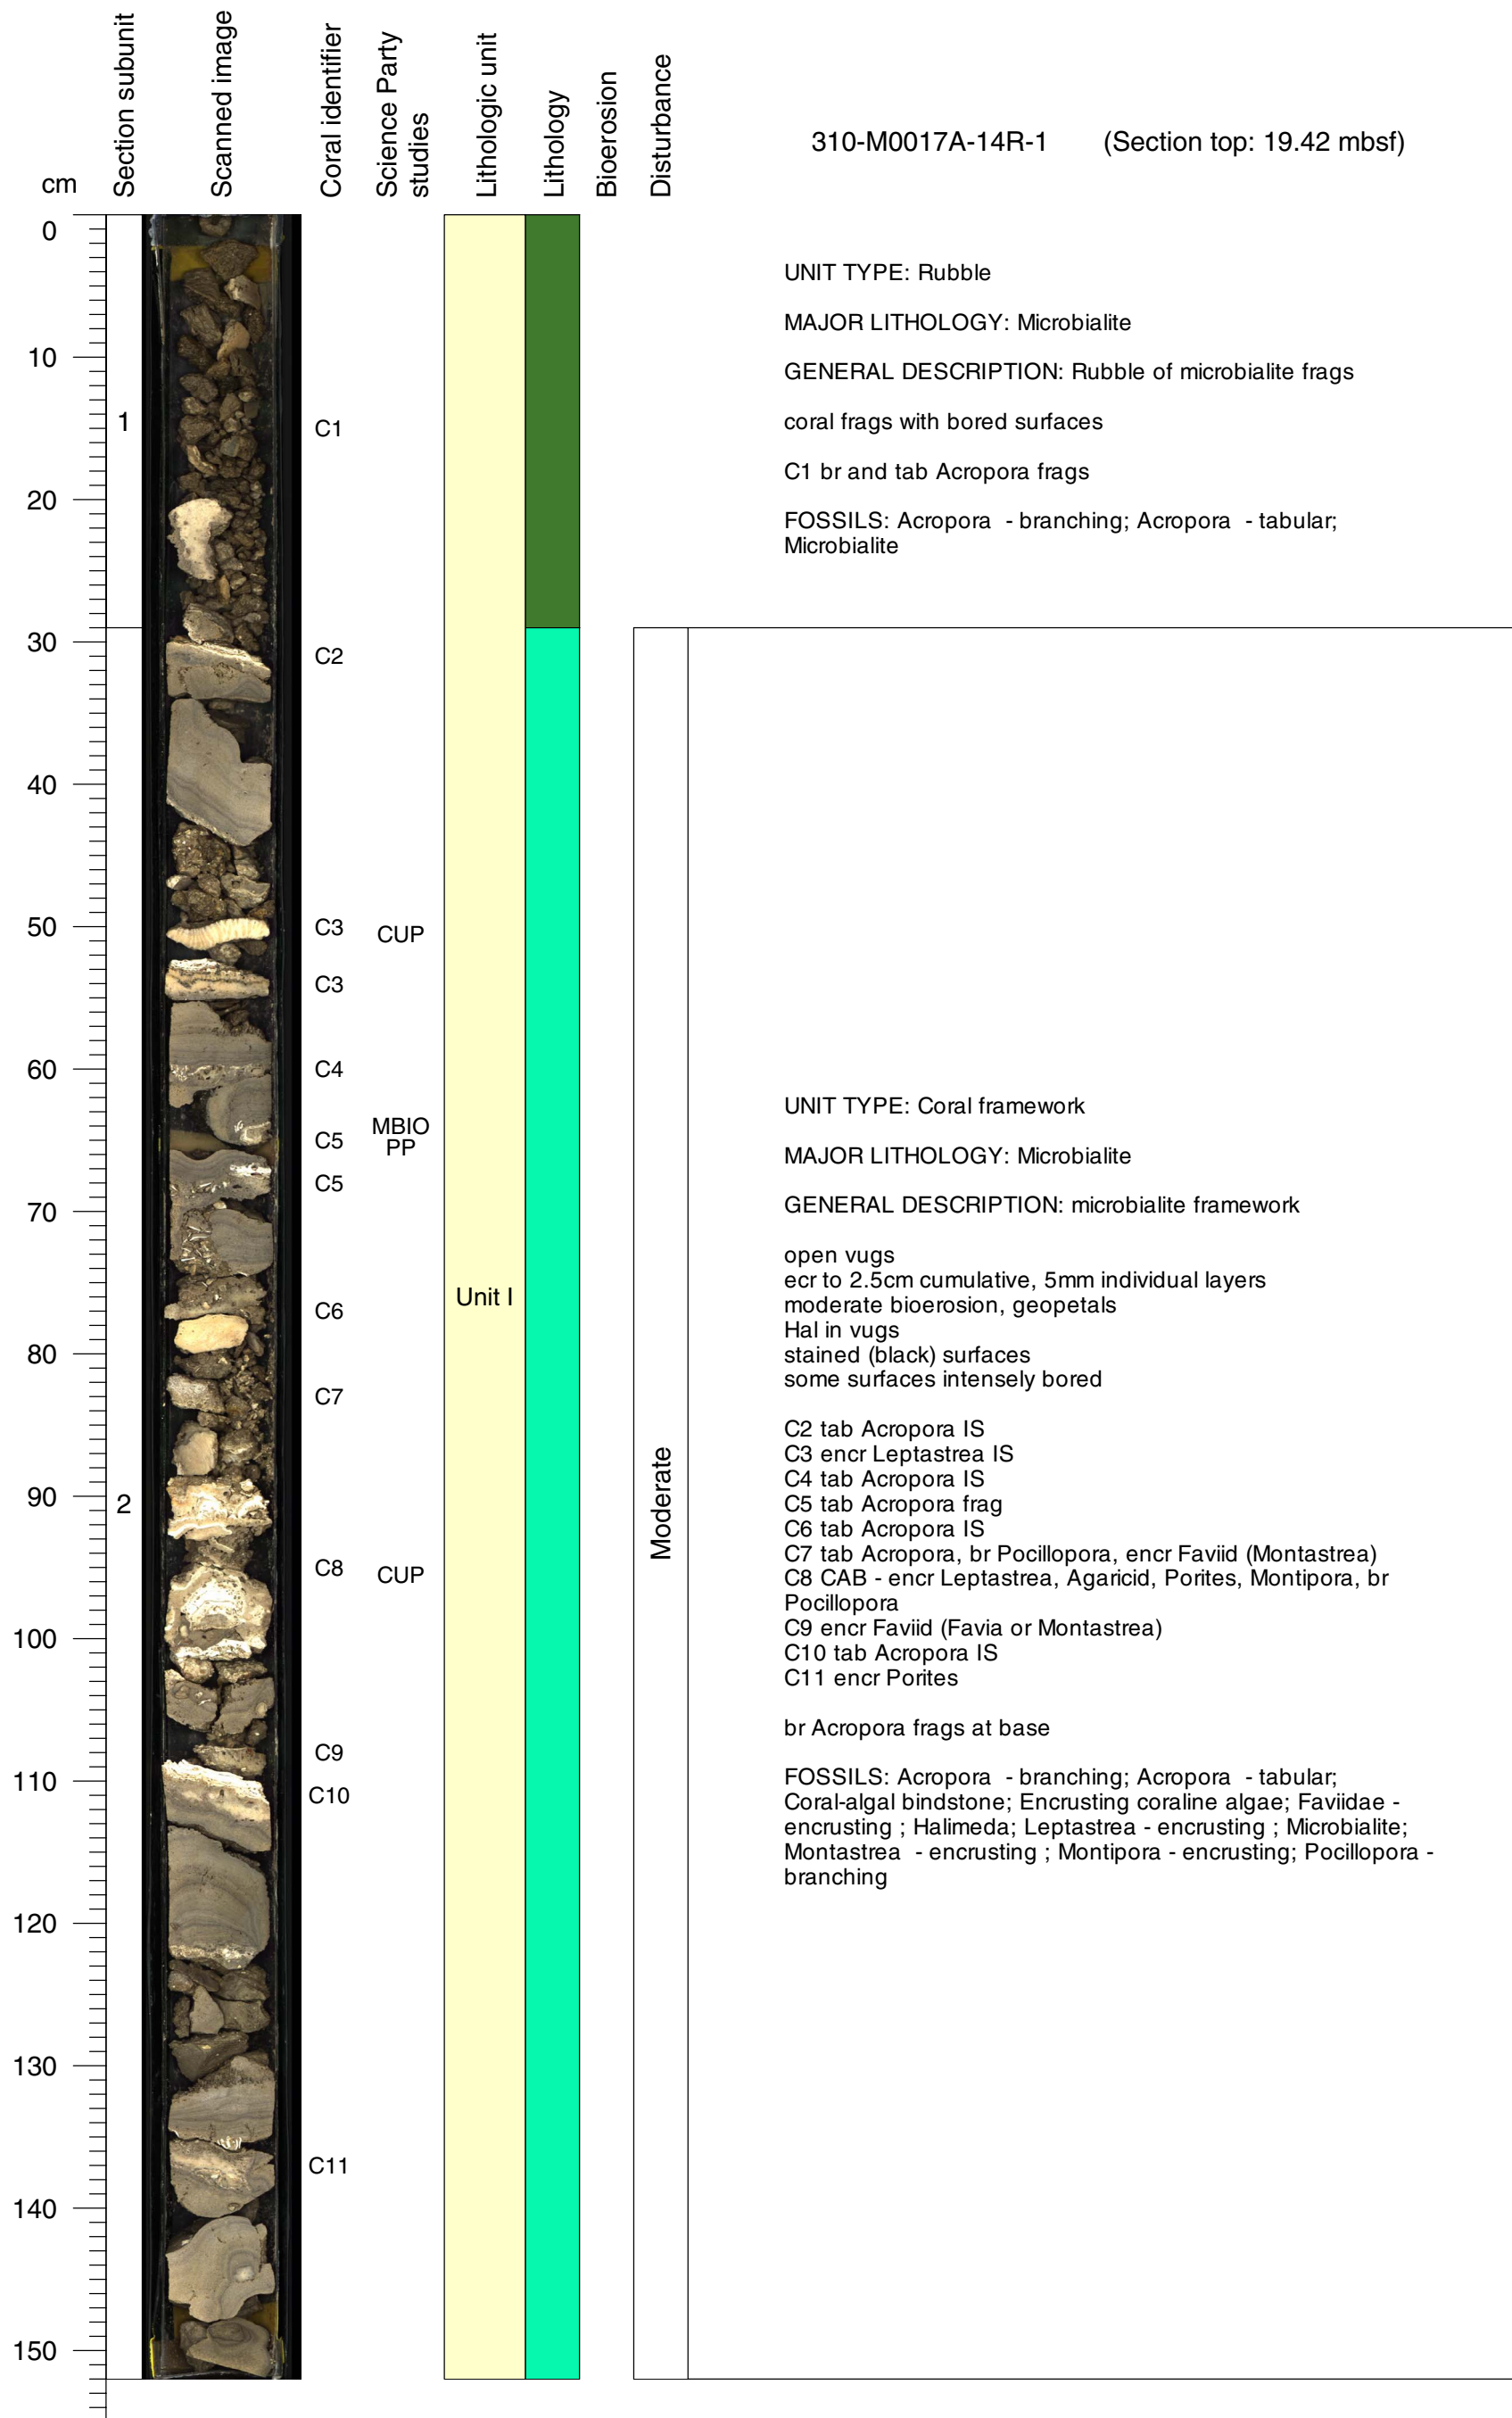 Section subunit
Scanned image
Coral identifier
Science Party
studies
Lithologic unit
Lithology
Bioerosion
Disturbance
310-M0017A-14R-1 (Section top: 19.42 mbsf)
cm
0
10
20
30
40
50
60
70
80
90
100
110
120
130
140
150
1
2
C1
C2
C3
C3
C4
C5
C5
C6
C7
C8
C9
C10
C11
CUP
MBIO
PP
CUP
Unit I
Moderate
UNIT TYPE: Rubble
MAJOR LITHOLOGY: Microbialite
GENERAL DESCRIPTION: Rubble of microbialite frags
coral frags with bored surfaces
C1 br and tab Acropora frags
FOSSILS: Acropora  - branching; Acropora  - tabular;
Microbialite
UNIT TYPE: Coral framework
MAJOR LITHOLOGY: Microbialite
GENERAL DESCRIPTION: microbialite framework
open vugs
ecr to 2.5cm cumulative, 5mm individual layers
moderate bioerosion, geopetals
Hal in vugs
stained (black) surfaces
some surfaces intensely bored
C2 tab Acropora IS
C3 encr Leptastrea IS
C4 tab Acropora IS
C5 tab Acropora frag
C6 tab Acropora IS
C7 tab Acropora, br Pocillopora, encr Faviid (Montastrea)
C8 CAB - encr Leptastrea, Agaricid, Porites, Montipora, br
Pocillopora
C9 encr Faviid (Favia or Montastrea)
C10 tab Acropora IS
C11 encr Porites
br Acropora frags at base
FOSSILS: Acropora  - branching; Acropora  - tabular;
Coral-algal bindstone; Encrusting coraline algae; Faviidae -
encrusting ; Halimeda; Leptastrea - encrusting ; Microbialite;
Montastrea  - encrusting ; Montipora - encrusting; Pocillopora -
branching